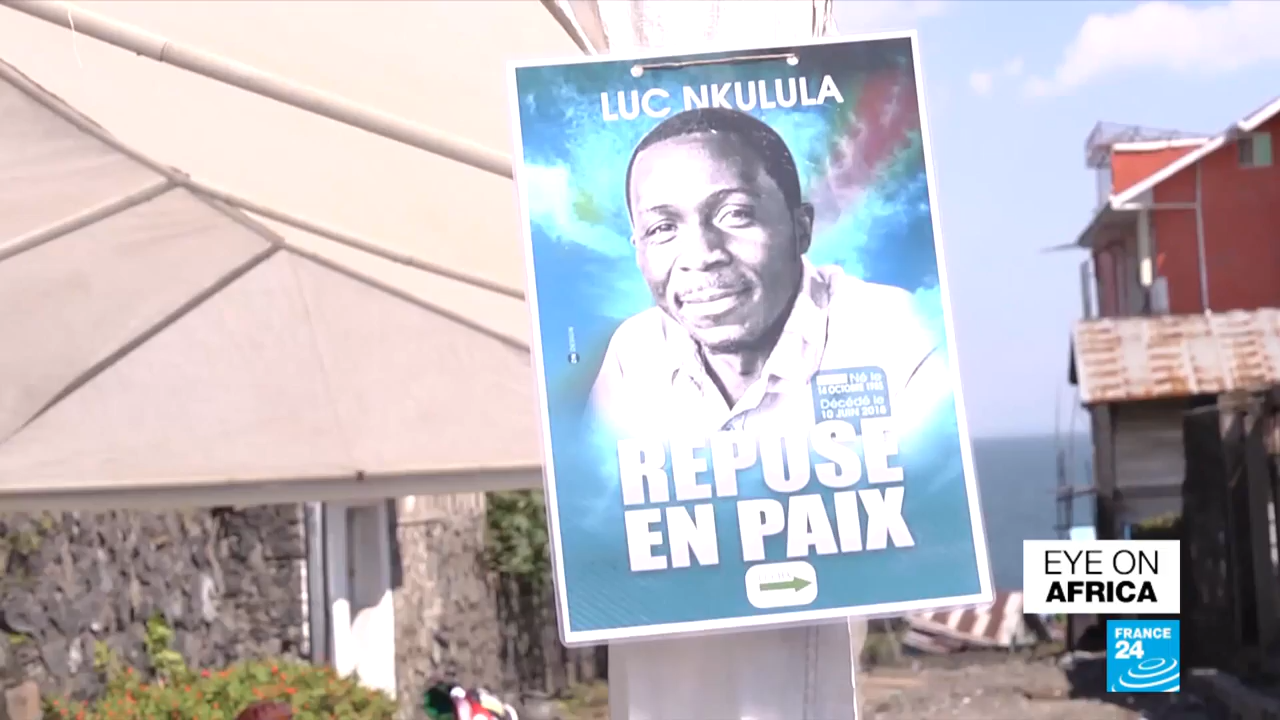 LUC NKULULA
Né le
Décédé le
10 JUIN 2018
REPOSE
EN PAIX
EYE ON
AFRICA
FRANCE
24